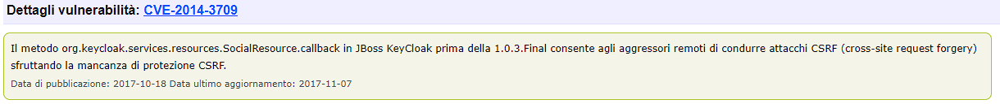 Dettagli vulnerabilità: CVE-2014-3709
Il metodo org.keycloak.services.resources.SocialResource.callback in JBoss KeyCloak prima della 1.0.3.Final consente agli aggressori remoti di condurre attacchi CSRF (cross-site request forgery)
sfruttando la mancanza di protezione CSRF.
Data di pubblicazione: 2017-10-18 Data ultimo aggiornamento: 2017-11-07